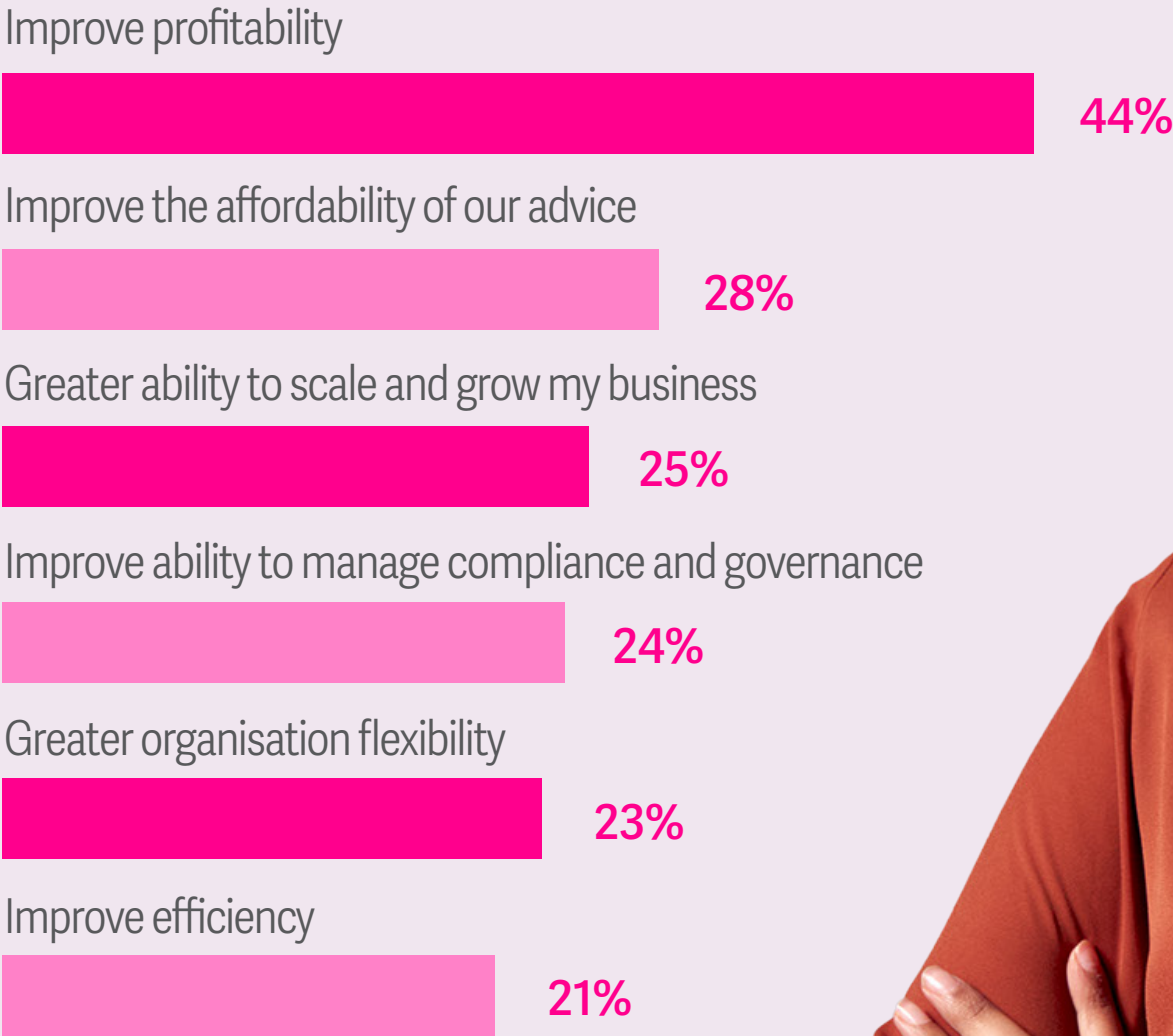 Improve profitability
44%
Improve the affordability of our advice
28%
Greater ability to scale and grow my business
25%
Improve ability to manage compliance and governance
24%
Greater organisation flexibility
23%
Improve efficiency
21%